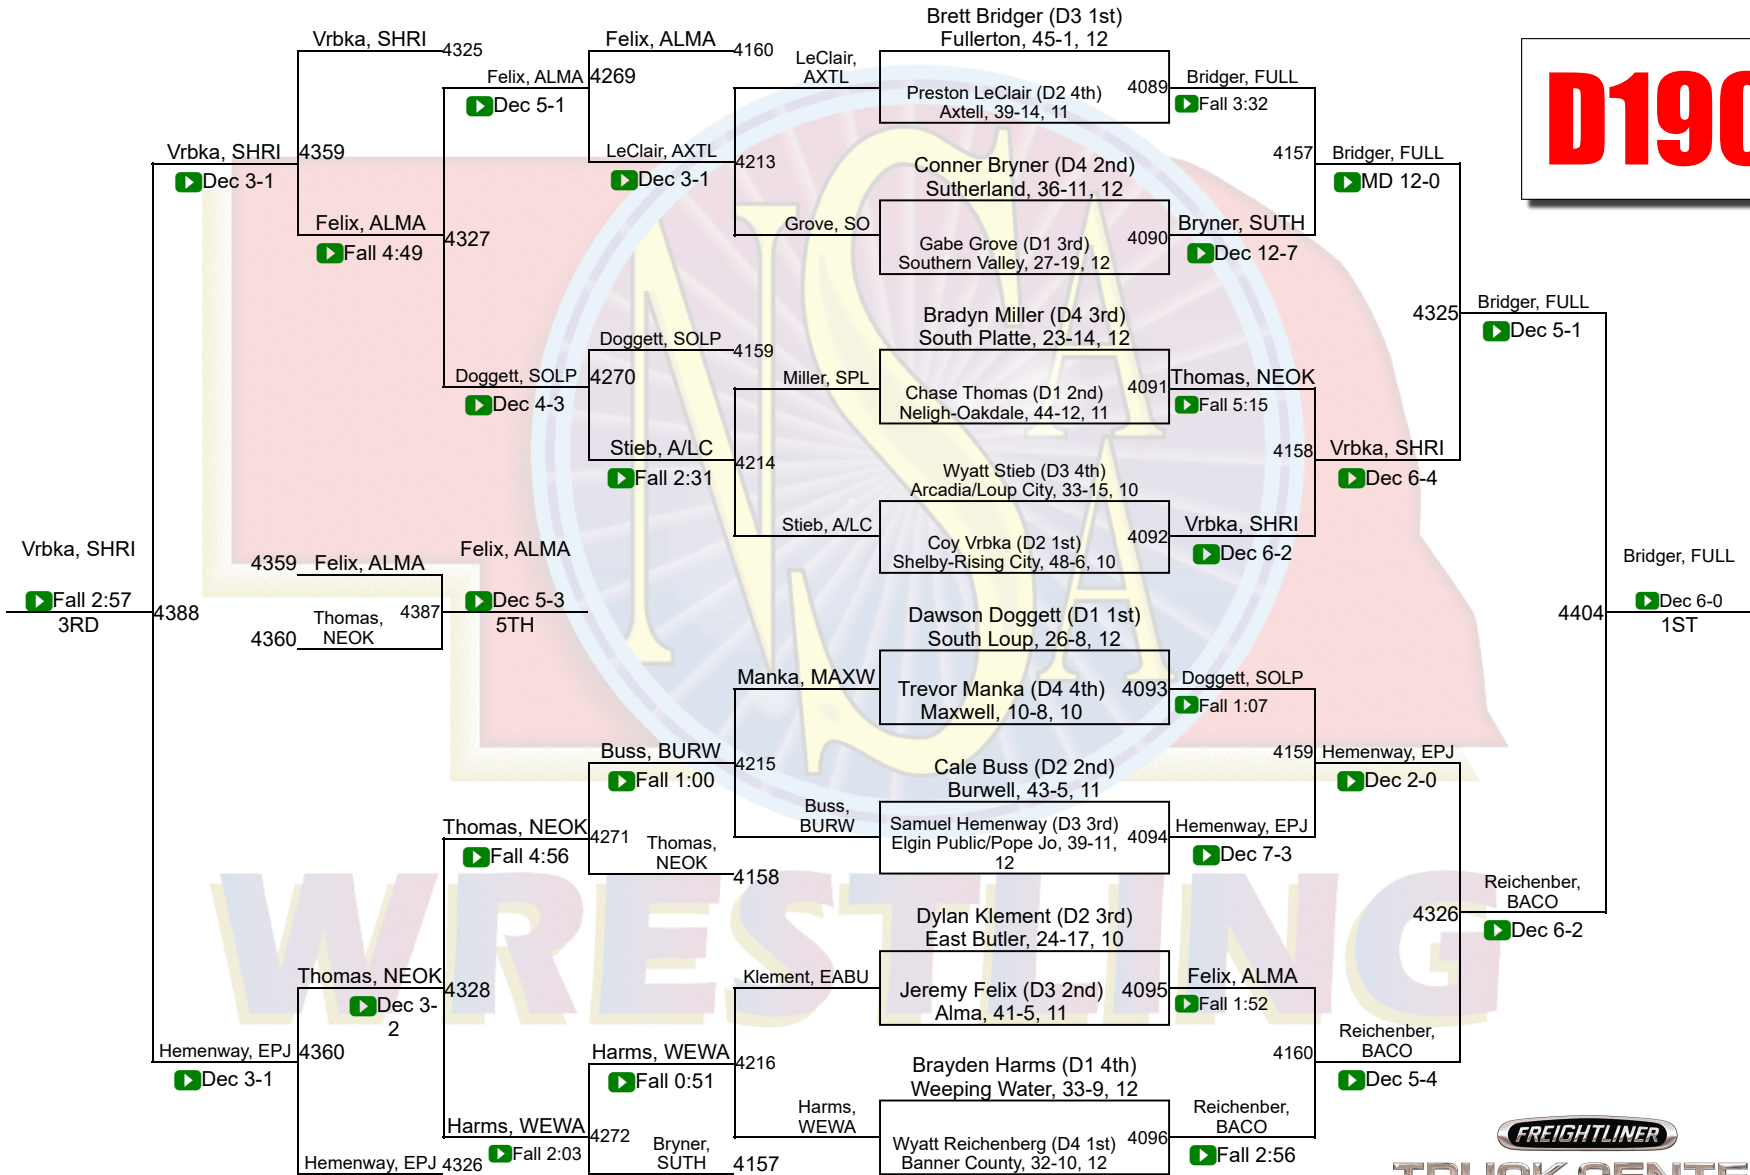 Brett Bridger (D3 1st)
Fullerton, 45-1, 12
Vrbka, SHRI
4325
Felix, ALMA
4160
LeClair,
AXTL
Felix, ALMA
4269
Dec 5-1
Preston LeClair (D2 4th)
Axtell, 39-14, 11
4089
Bridger, FULL
Fall 3:32
Vrbka, SHRI
4359
Dec 3-1
LeClair, AXTL
4213
Dec 3-1
Conner Bryner (D4 2nd)
Sutherland, 36-11, 12
4157
Bridger, FULL
MD 12-0
Felix, ALMA
4327
Fall 4:49
Grove, SO
Gabe Grove (D1 3rd)
Southern Valley, 27-19, 12
4090
Bryner, SUTH
Dec 12-7
Bradyn Miller (D4 3rd)
South Platte, 23-14, 12
4325
Bridger, FULL
Dec 5-1
Doggett, SOLP
4159
Doggett, SOLP
4270
Dec 4-3
Miller, SPL
Chase Thomas (D1 2nd)
Neligh-Oakdale, 44-12, 11
4091
Thomas, NEOK
Fall 5:15
Stieb, A/LC
4214
Fall 2:31
Wyatt Stieb (D3 4th)
Arcadia/Loup City, 33-15, 10
4158
Vrbka, SHRI
Dec 6-4
Stieb, A/LC
Coy Vrbka (D2 1st)
Shelby-Rising City, 48-6, 10
4092
Vrbka, SHRI
Dec 6-2
Vrbka, SHRI
Fall 2:57
3RD
4388
4359
Felix, ALMA
Thomas,
NEOK
4360
4387
Felix, ALMA
Dec 5-3
5TH
Bridger, FULL
4404
Dec 6-0
1ST
Dawson Doggett (D1 1st)
South Loup, 26-8, 12
Manka, MAXW
Trevor Manka (D4 4th)
Maxwell, 10-8, 10
4093
Doggett, SOLP
Fall 1:07
Buss, BURW
4215
Fall 1:00
Cale Buss (D2 2nd)
Burwell, 43-5, 11
4159
Hemenway, EPJ
Dec 2-0
Thomas, NEOK
4271
Fall 4:56
Thomas,
NEOK
4158
Buss,
BURW
Samuel Hemenway (D3 3rd)
Elgin Public/Pope Jo, 39-11,
12
4094
Hemenway, EPJ
Dec 7-3
Dylan Klement (D2 3rd)
East Butler, 24-17, 10
4326
Reichenber,
BACO
Dec 6-2
Thomas, NEOK
4328
Dec 3-
2
Klement, EABU
Jeremy Felix (D3 2nd)
Alma, 41-5, 11
4095
Felix, ALMA
Fall 1:52
Hemenway, EPJ
4360
Dec 3-1
Harms, WEWA
4216
Fall 0:51
Brayden Harms (D1 4th)
Weeping Water, 33-9, 12
4160
Reichenber,
BACO
Dec 5-4
Harms, WEWA
4272
Fall 2:03
Bryner,
SUTH
4157
Harms,
WEWA
Wyatt Reichenberg (D4 1st)
Banner County, 32-10, 12
4096
Reichenber,
BACO
Fall 2:56
Hemenway, EPJ
4326
NSWA
WRESTLING
FREIGHTLINER